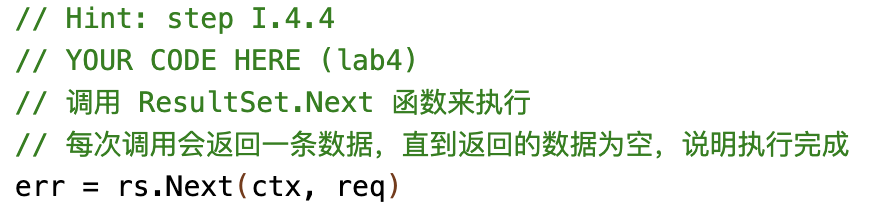 // Hint: step I.4.4
// YOUR CODE HERE (lab4)
// 调用 ResultSet.Next 函数来执行
// 每次调用会返回一条数据，直到返回的数据为空，说明执行完成
err = rs.Next(ctx, req)